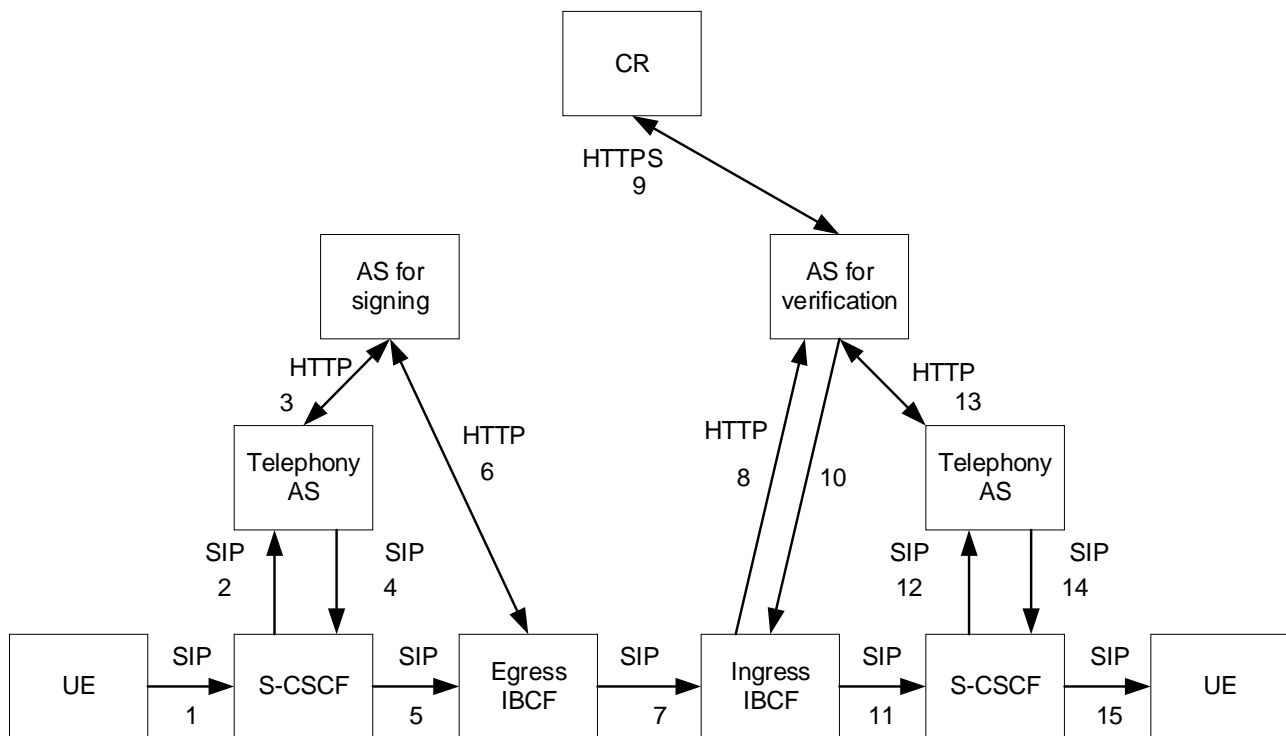 CR
HTTPS
9
AS for
signing
AS for
verification
HTTP
3
HTTP
13
Telephony
AS
HTTP
6
HTTP
8
10
Telephony
AS
SIP
2
SIP
4
SIP
12
SIP
14
UE
SIP
1
S-CSCF
SIP
5
Egress
IBCF
SIP
7
Ingress
IBCF
SIP
11
S-CSCF
SIP
15
UE